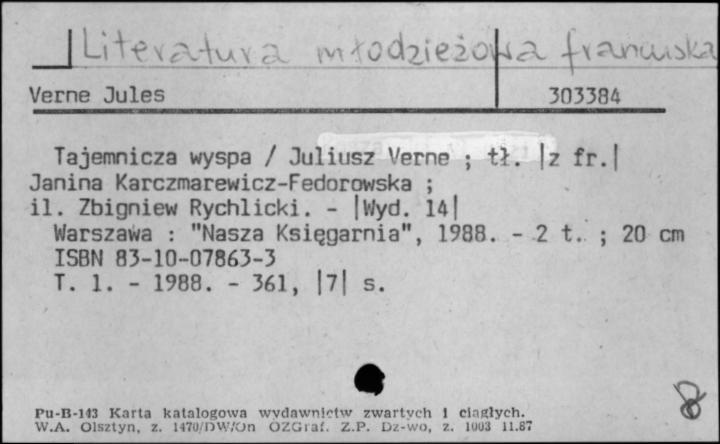 Literatura młodzieżowa francuska
Verne Jules 303384
Tajemnicza wyspa / Juliusz Verne ; tł. |z fr.|
Janina Karczmarewicz-Fedorowska ;
il. Zbigniew Rychlicki. - |Wyd. 14|
Warszawa : "Nasza Księgarnia", 1988. - 2 t. ; 20 cm
ISBN 83-10-07863-3
T. 1. - 1988. - 361, |7| s.
Pu-B-143 Karta katalogowa wydawnictw zwartych i ciągłych.
W.A. Olsztyn, z. 1470/DW/On OZGraf. Z.P. Dz-wo, z. 1003 11.87